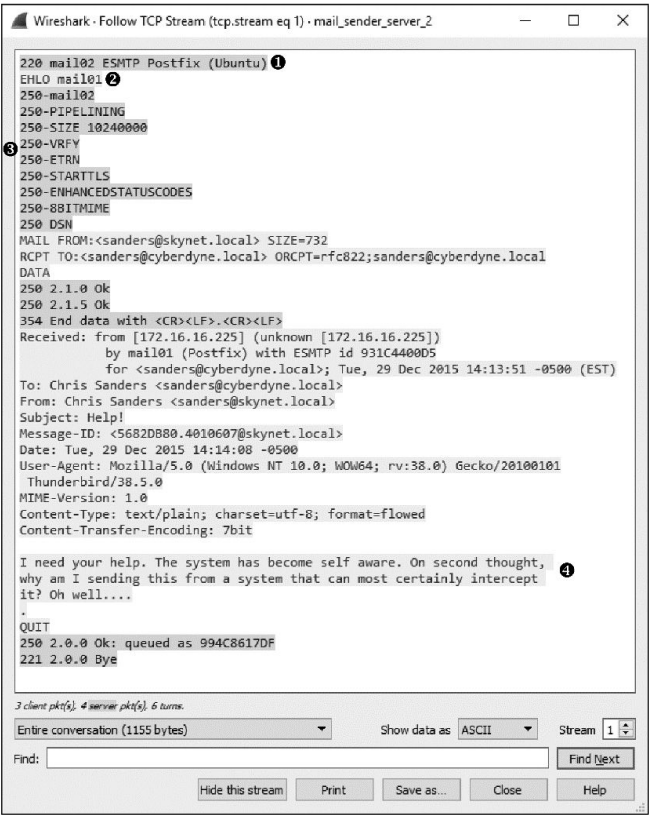 Wireshark · Follow TCP Stream (tcp.stream eq 1) · mail_sender_server_2
220 mail02 ESMTP Postfix (Ubuntu) ❶
EHLO mail01 ❷
250-mail02
250-PIPELINING
250-SIZE 10240000
❸ 250-VRFY
250-ETRN
250-STARTTLS
250-ENHANCEDSTATUSCODES
250-8BITMIME
250 DSN
MAIL FROM:<sanders@skynet.local> SIZE=732
RCPT TO:<sanders@cyberdyne.local> ORCPT=rfc822;sanders@cyberdyne.local
DATA
250 2.1.0 Ok
250 2.1.5 Ok
354 End data with <CR><LF>.<CR><LF>
Received: from [172.16.16.225] (unknown [172.16.16.225])
by mail01 (Postfix) with ESMTP id 931C4400D5
for <sanders@cyberdyne.local>; Tue, 29 Dec 2015 14:13:51 -0500 (EST)
To: Chris Sanders <sanders@cyberdyne.local>
From: Chris Sanders <sanders@skynet.local>
Subject: Help!
Message-ID: <5682DB80.4010607@skynet.local>
Date: Tue, 29 Dec 2015 14:14:08 -0500
User-Agent: Mozilla/5.0 (Windows NT 10.0; WOW64; rv:38.0) Gecko/20100101
Thunderbird/38.5.0
MIME-Version: 1.0
Content-Type: text/plain; charset=utf-8; format=flowed
Content-Transfer-Encoding: 7bit
I need your help. The system has become self aware. On second thought,
why am I sending this from a system that can most certainly intercept ❹
it? Oh well....
.
QUIT
250 2.0.0 Ok: queued as 994C8617DF
221 2.0.0 Bye
3 client pkt(s), 4 server pkt(s), 6 turns.
Entire conversation (1155 bytes) Show data as ASCII Stream 1
Find: Find Next
Hide this stream Print Save as... Close Help